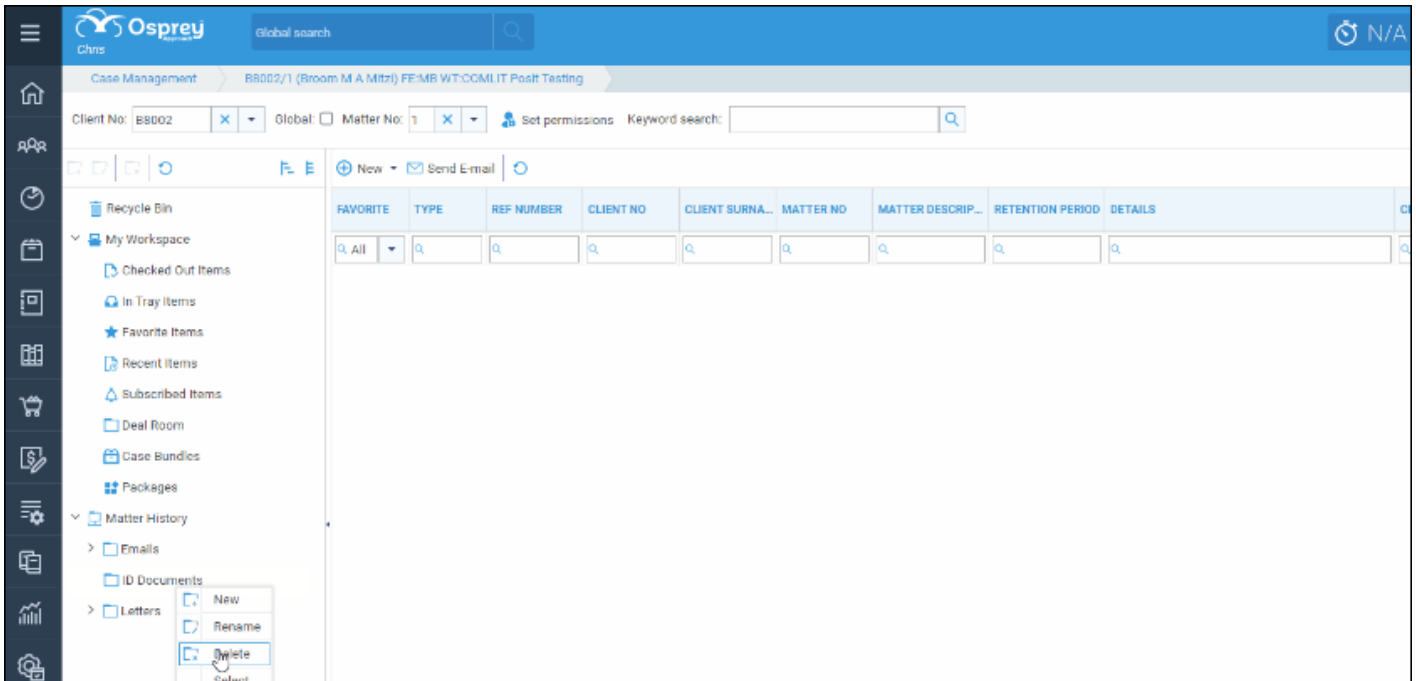 Osprey
Approach
Chris
Global search
N/A
Case Management
B8002/1 (Broom M A Mitzi) FE:MB WT:COMLIT Posit Testing
Client No: B8002 Global: Matter No: 1 Set permissions Keyword search:
New Send E-mail
Recycle Bin
My Workspace
Checked Out Items
In Tray Items
Favorite Items
Recent Items
Subscribed Items
Deal Room
Case Bundles
Packages
Matter History
Emails
ID Documents
Letters
New
Rename
Delete
Select
FAVORITE TYPE REF NUMBER CLIENT NO CLIENT SURNA... MATTER NO MATTER DESCRIP... RETENTION PERIOD DETAILS
All